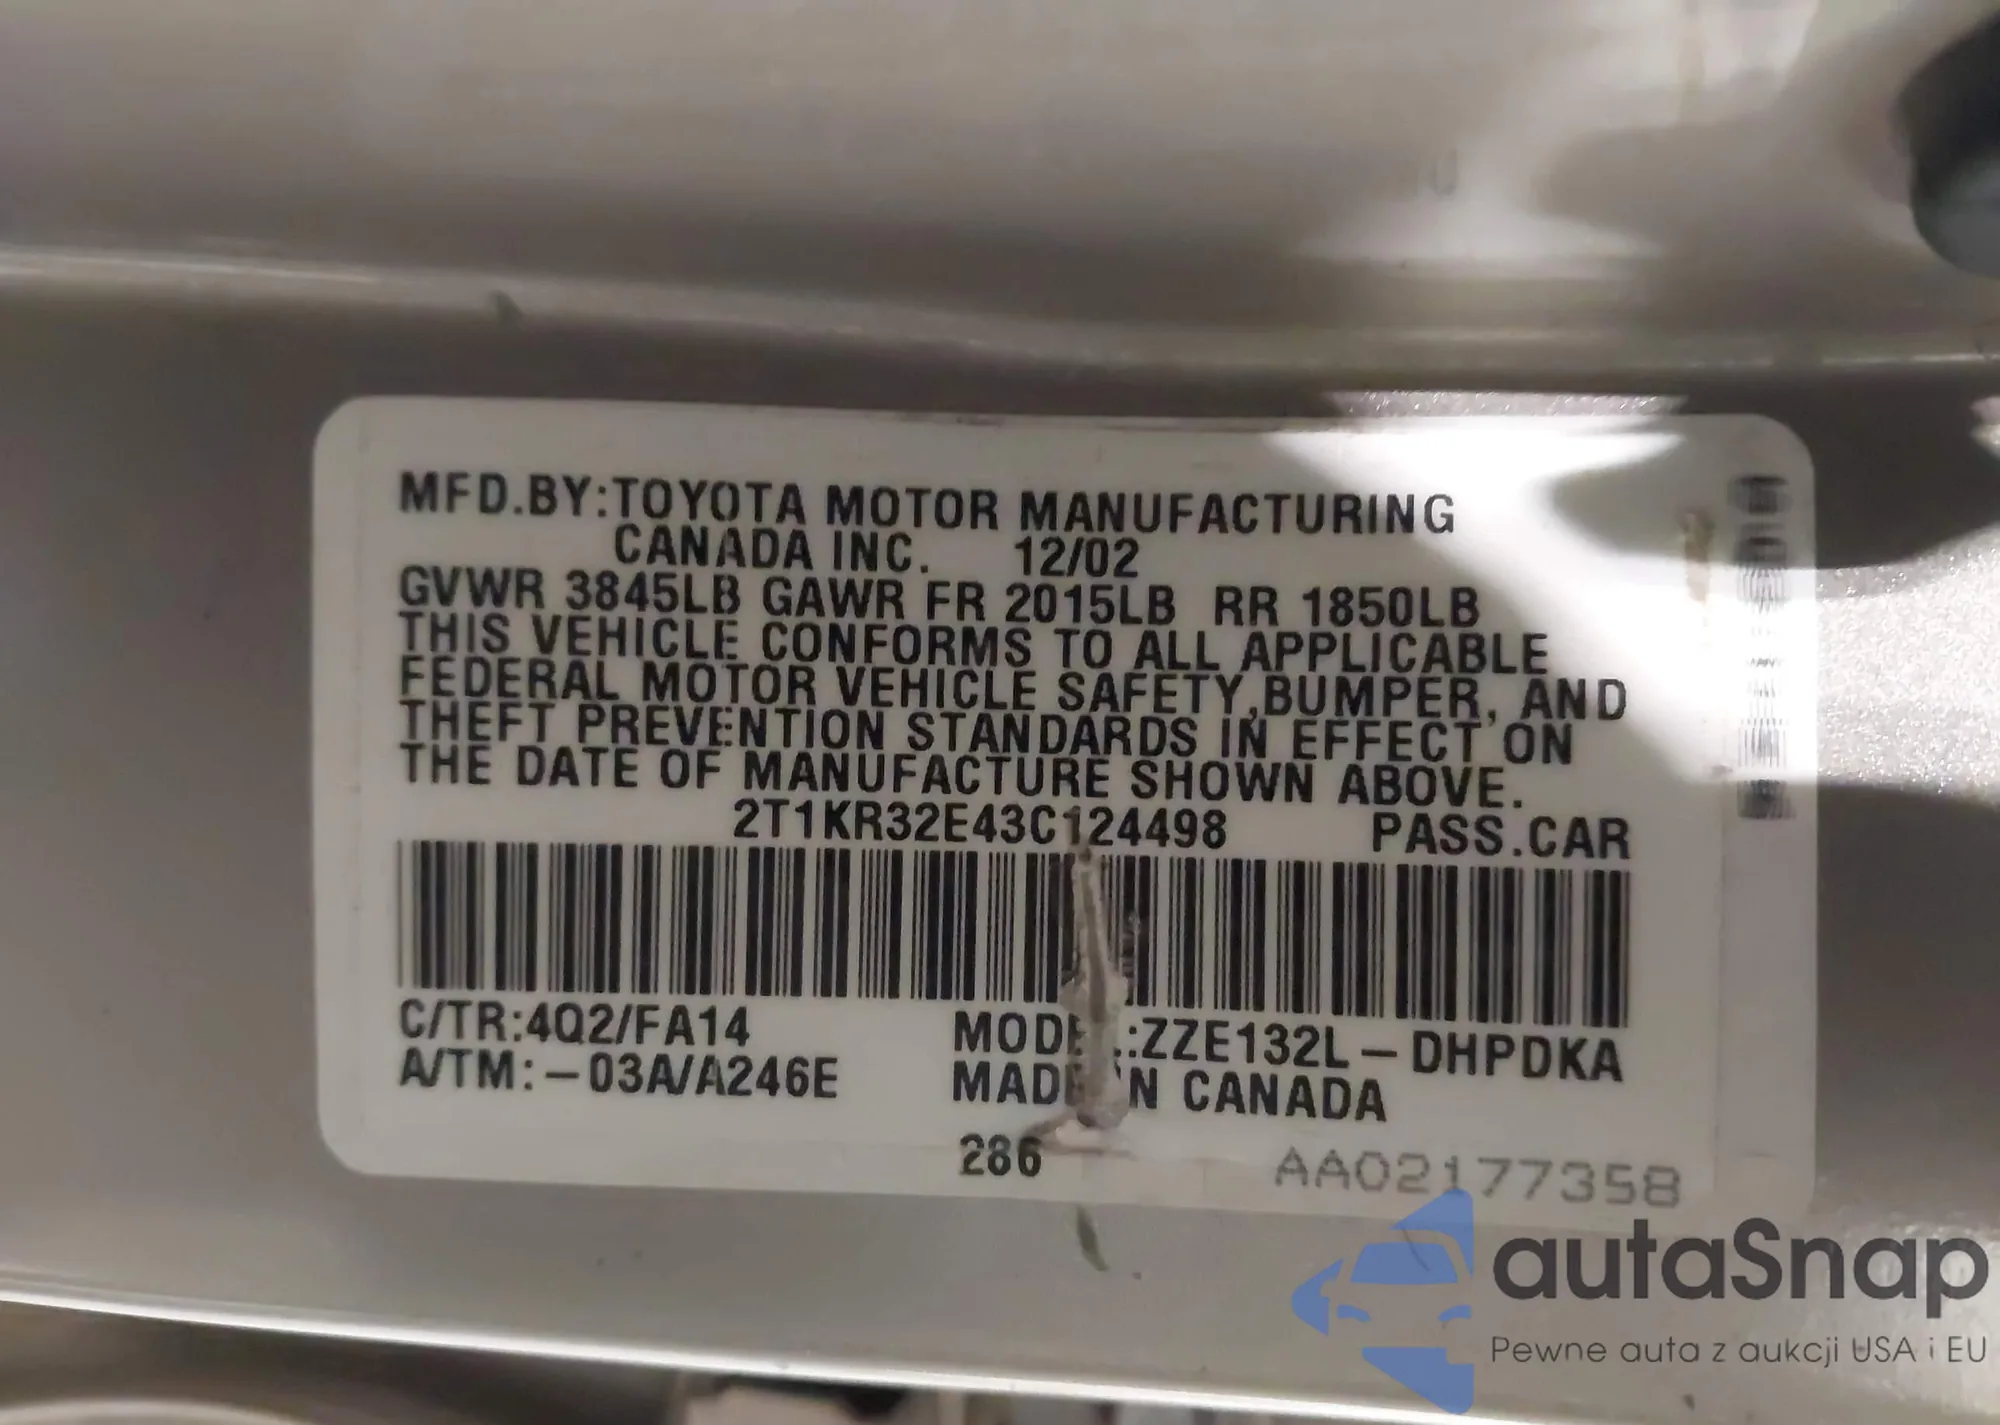 MFD.BY:TOYOTA MOTOR MANUFACTURING
CANADA INC. 12/02
GVWR 3845LB GAWR FR 2015LB RR 1850LB
THIS VEHICLE CONFORMS TO ALL APPLICABLE
FEDERAL MOTOR VEHICLE SAFETY,BUMPER, AND
THEFT PREVENTION STANDARDS IN EFFECT ON
THE DATE OF MANUFACTURE SHOWN ABOVE.
2T1KR32E43C124498 PASS.CAR
C/TR:4Q2/FA14 :ZZE132L-DHPDKA
A/TM:-03A/A246E CANADA
286 AA02177358
autaSnap
Pewne auta z aukcji USA i EU